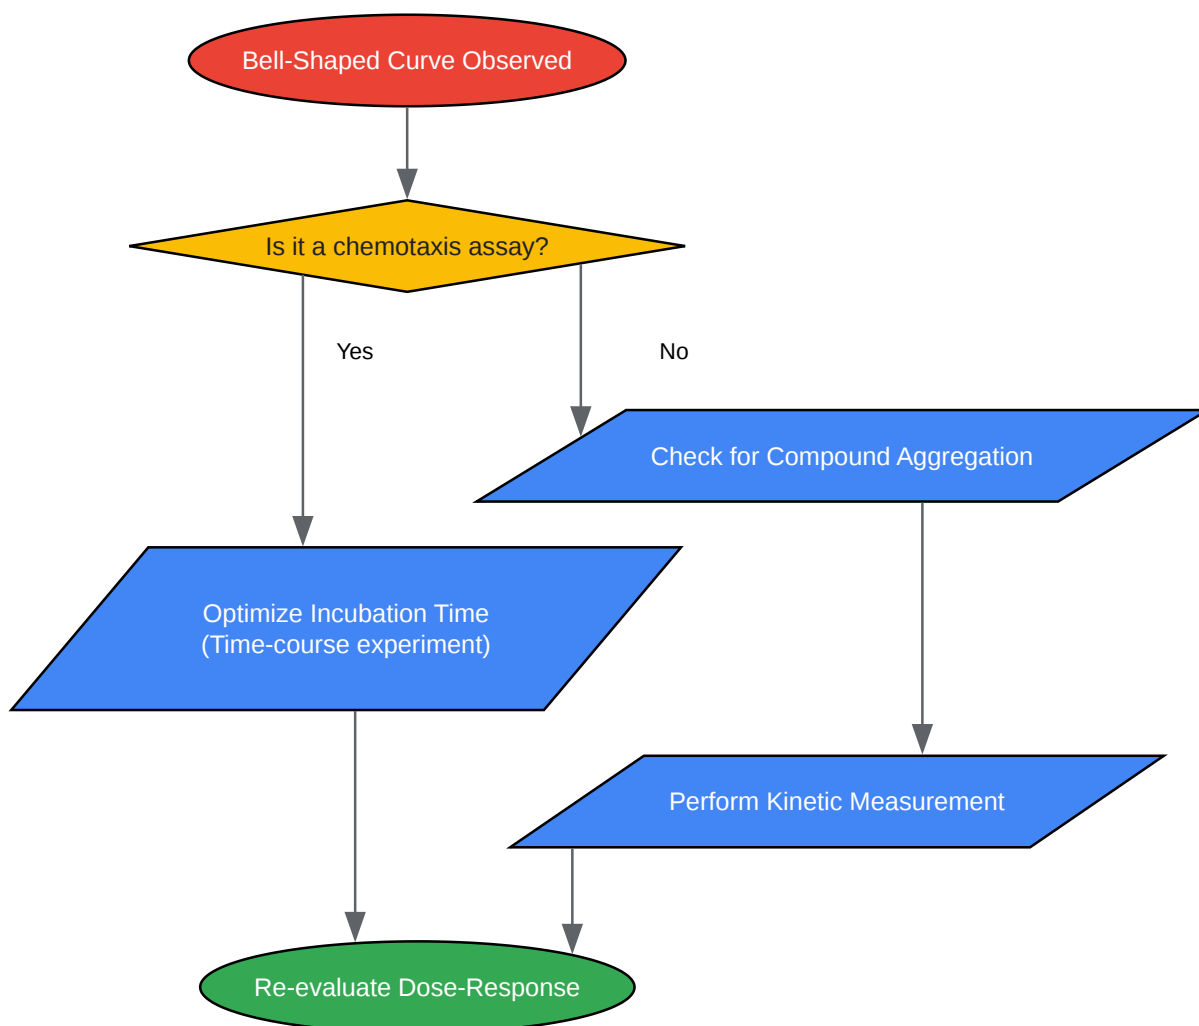 Bell-Shaped Curve Observed
Is it a chemotaxis assay?
Yes
No
Check for Compound Aggregation
Optimize Incubation Time
(Time-course experiment)
Perform Kinetic Measurement
Re-evaluate Dose-Response